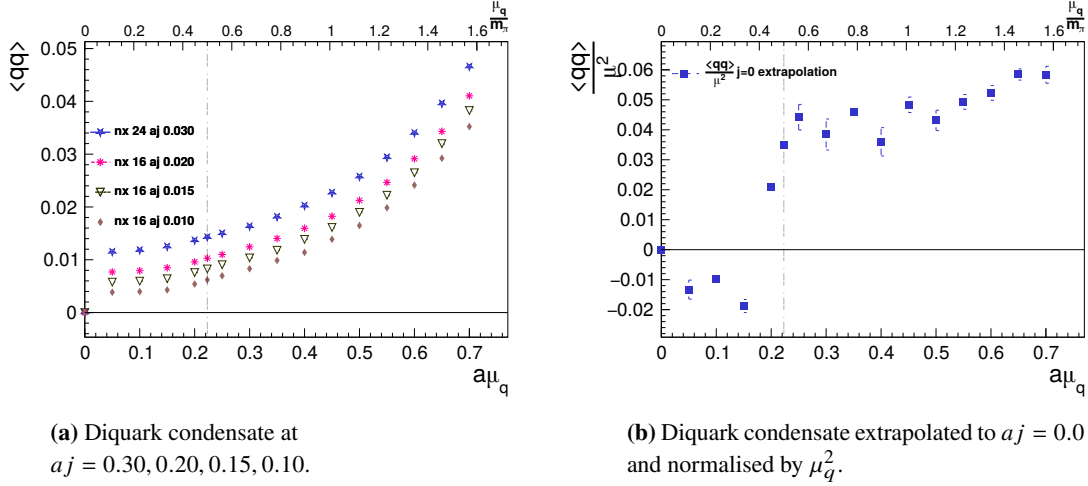 0 0.2 0.4 0.6 0.8 1 1.2 1.4 1.6 μq/mπ
<qq>
0.05
0.04
0.03
0.02
0.01
0
nx 24 aj 0.030
nx 16 aj 0.020
nx 16 aj 0.015
nx 16 aj 0.010
0 0.1 0.2 0.3 0.4 0.5 0.6 0.7
aμq
(a) Diquark condensate at
aj = 0.30, 0.20, 0.15, 0.10.
0 0.2 0.4 0.6 0.8 1 1.2 1.4 1.6 μq/mπ
<qq>/μ²
<qq>/μ² j=0 extrapolation
0.06
0.05
0.04
0.03
0.02
0.01
0
−0.01
−0.02
0 0.1 0.2 0.3 0.4 0.5 0.6 0.7
aμq
(b) Diquark condensate extrapolated to aj = 0.0
and normalised by μ²q.